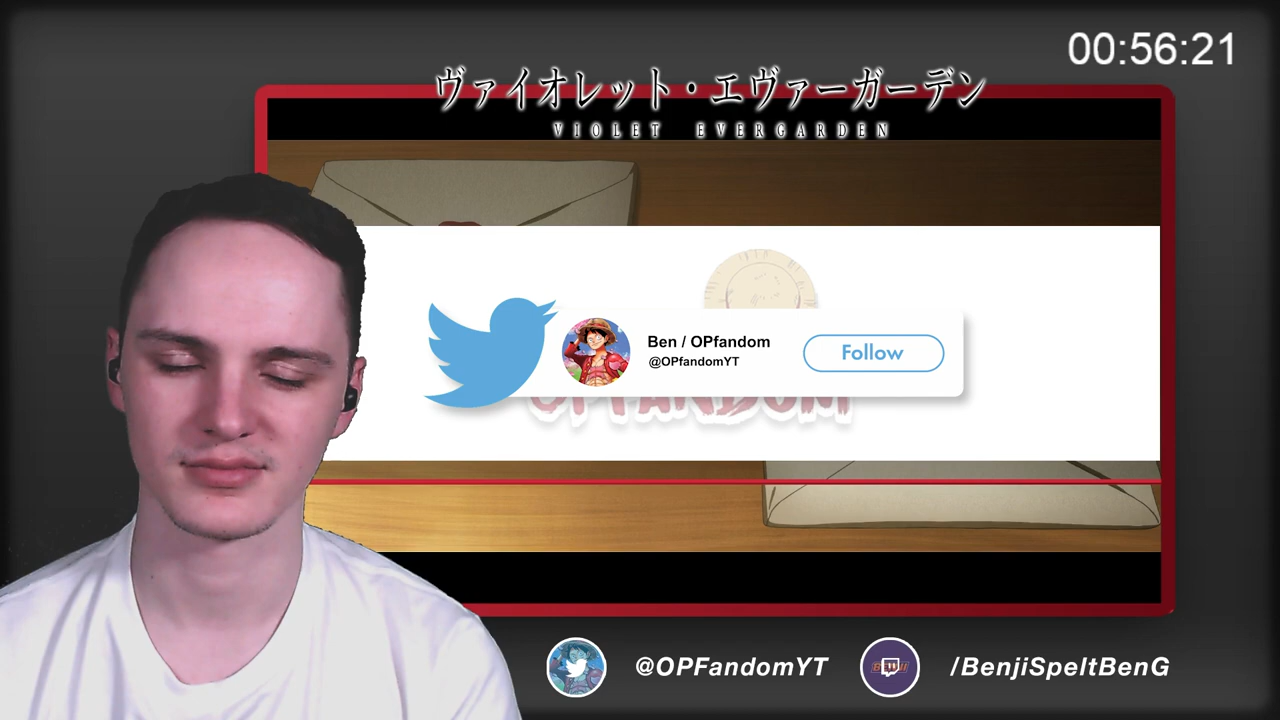 00:56:21
ヴァイオレット・エヴァーガーデン
VIOLET EVERGARDEN
Ben / OPfandom
@OPfandomYT
Follow
OPFANDOM
@OPFandomYT
/BenjiSpeltBenG